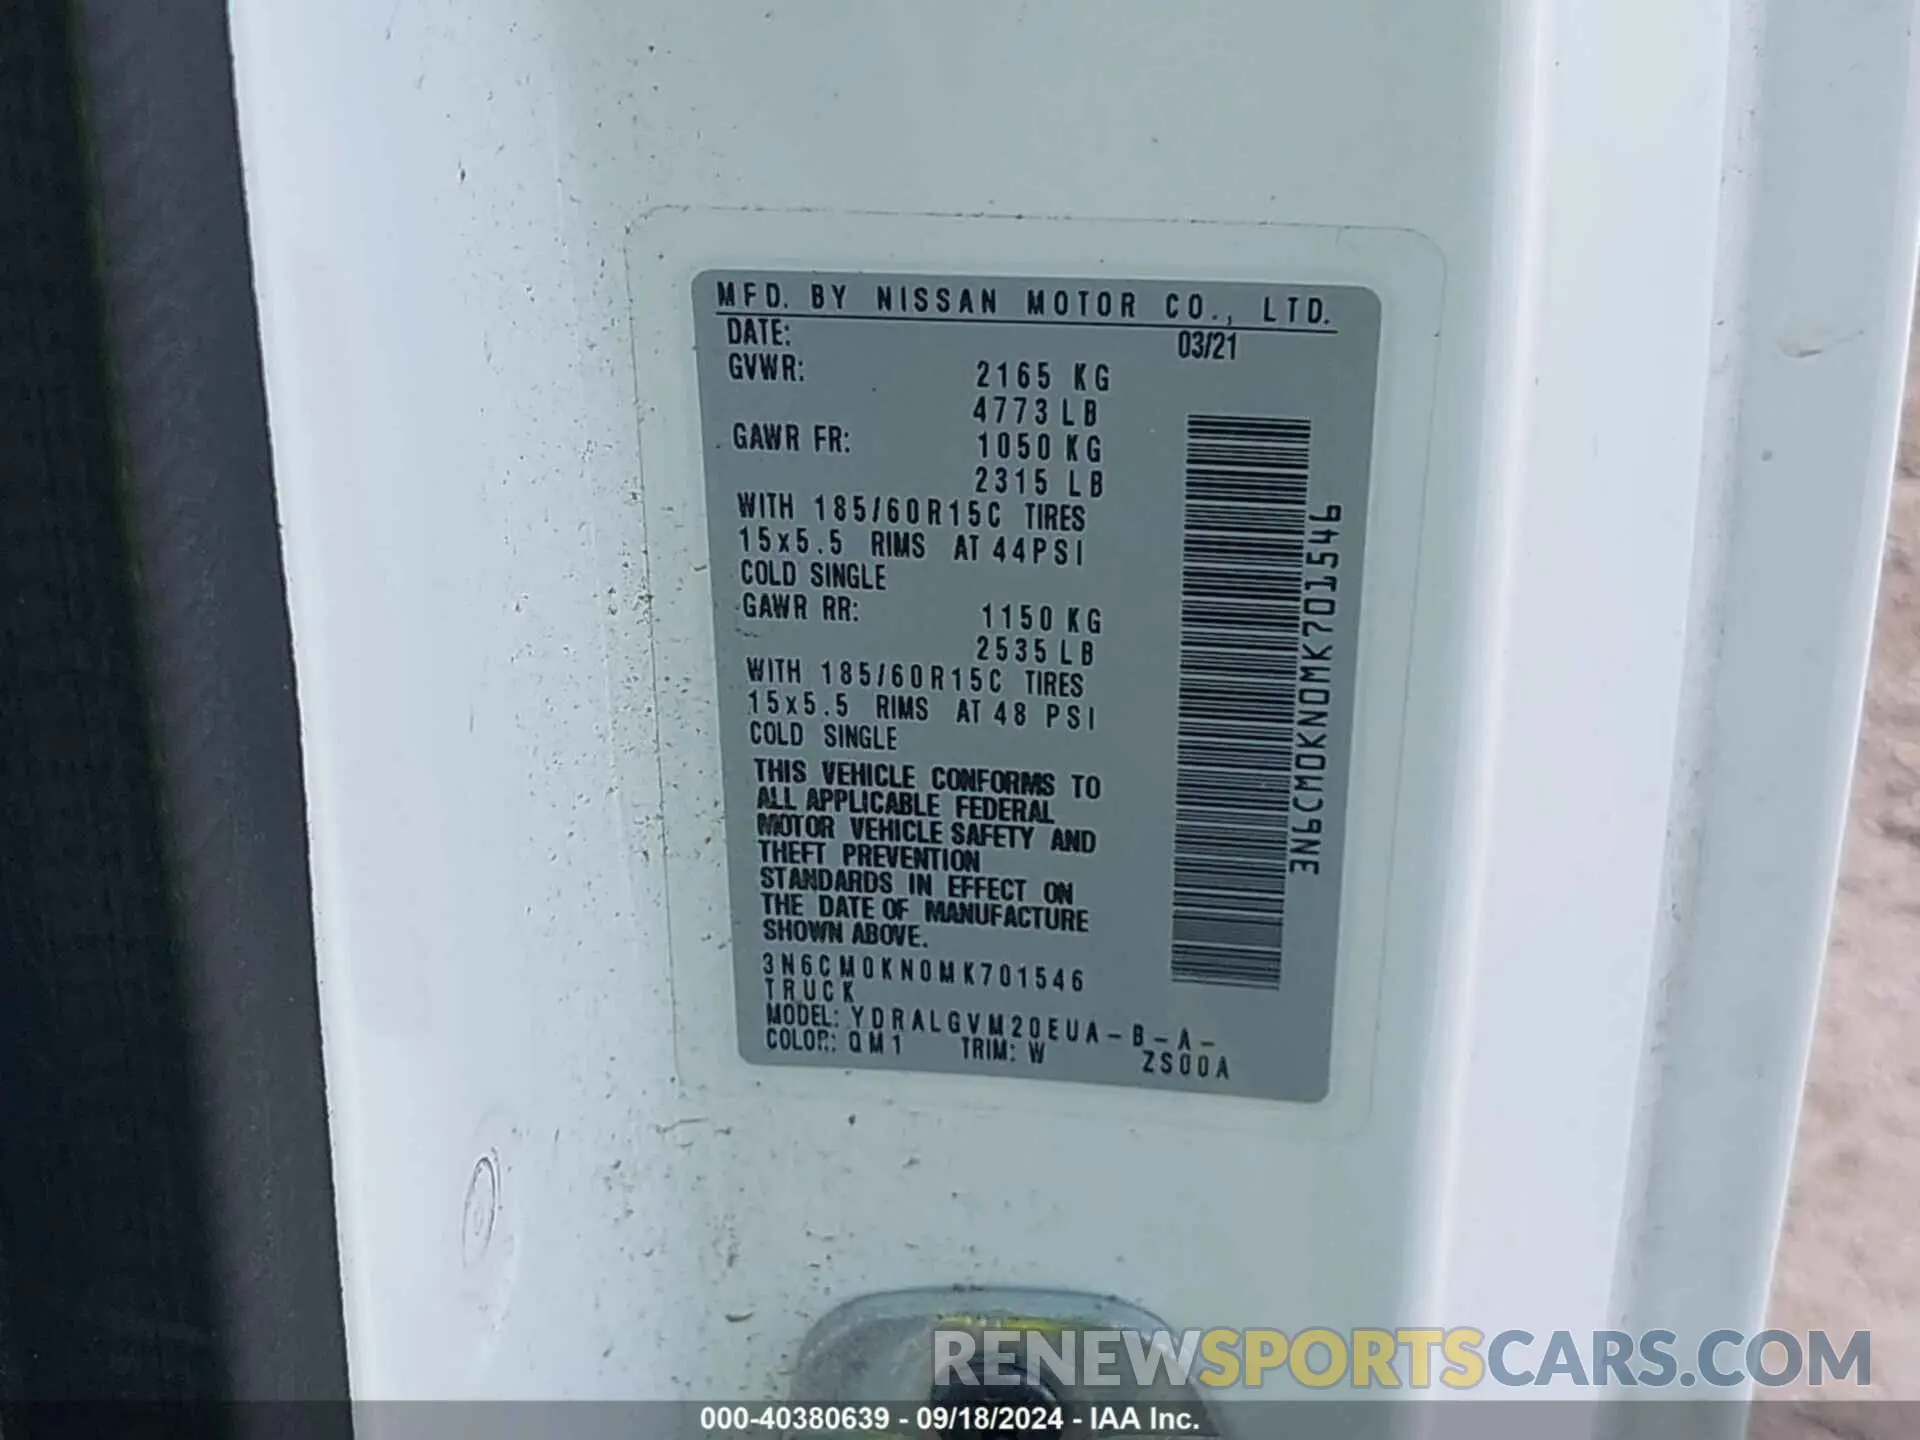 MFD. BY NISSAN MOTOR CO., LTD.
DATE: 03/21
GVWR: 2165 KG
4773 LB
GAWR FR: 1050 KG
2315 LB
WITH 185/60R15C TIRES
15x5.5 RIMS AT 44PSI
COLD SINGLE
GAWR RR: 1150 KG
2535 LB
WITH 185/60R15C TIRES
15x5.5 RIMS AT 48 PSI
COLD SINGLE
THIS VEHICLE CONFORMS TO
ALL APPLICABLE FEDERAL
MOTOR VEHICLE SAFETY AND
THEFT PREVENTION
STANDARDS IN EFFECT ON
THE DATE OF MANUFACTURE
SHOWN ABOVE.
3N6CM0KN0MK701546
TRUCK
MODEL: YDRALGVM20EUA-B-A-
COLOR: QM1 TRIM: W ZS00A
3N6CM0KN0MK701546
RENEWSPORTSCARS.COM
000-40380639 - 09/18/2024 - IAA Inc.